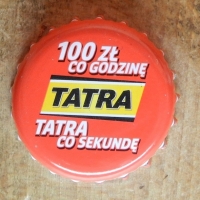 100 ZŁ
CO GODZINĘ
TATRA
TATRA
CO SEKUNDĘ